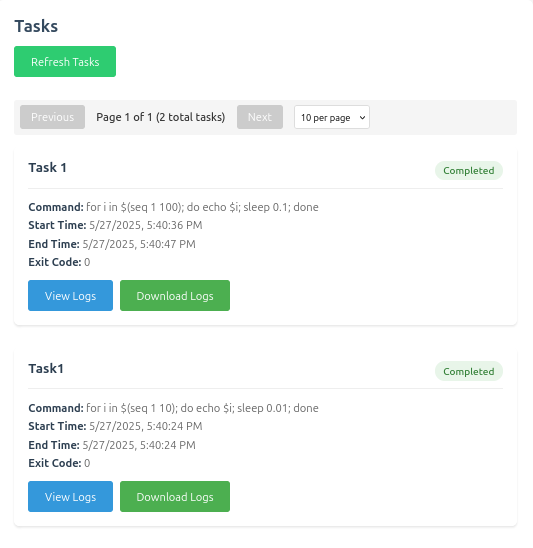 Tasks
Refresh Tasks
Previous Page 1 of 1 (2 total tasks) Next 10 per page
Task 1 Completed
Command: for i in $(seq 1 100); do echo $i; sleep 0.1; done
Start Time: 5/27/2025, 5:40:36 PM
End Time: 5/27/2025, 5:40:47 PM
Exit Code: 0
View Logs Download Logs
Task1 Completed
Command: for i in $(seq 1 10); do echo $i; sleep 0.01; done
Start Time: 5/27/2025, 5:40:24 PM
End Time: 5/27/2025, 5:40:24 PM
Exit Code: 0
View Logs Download Logs